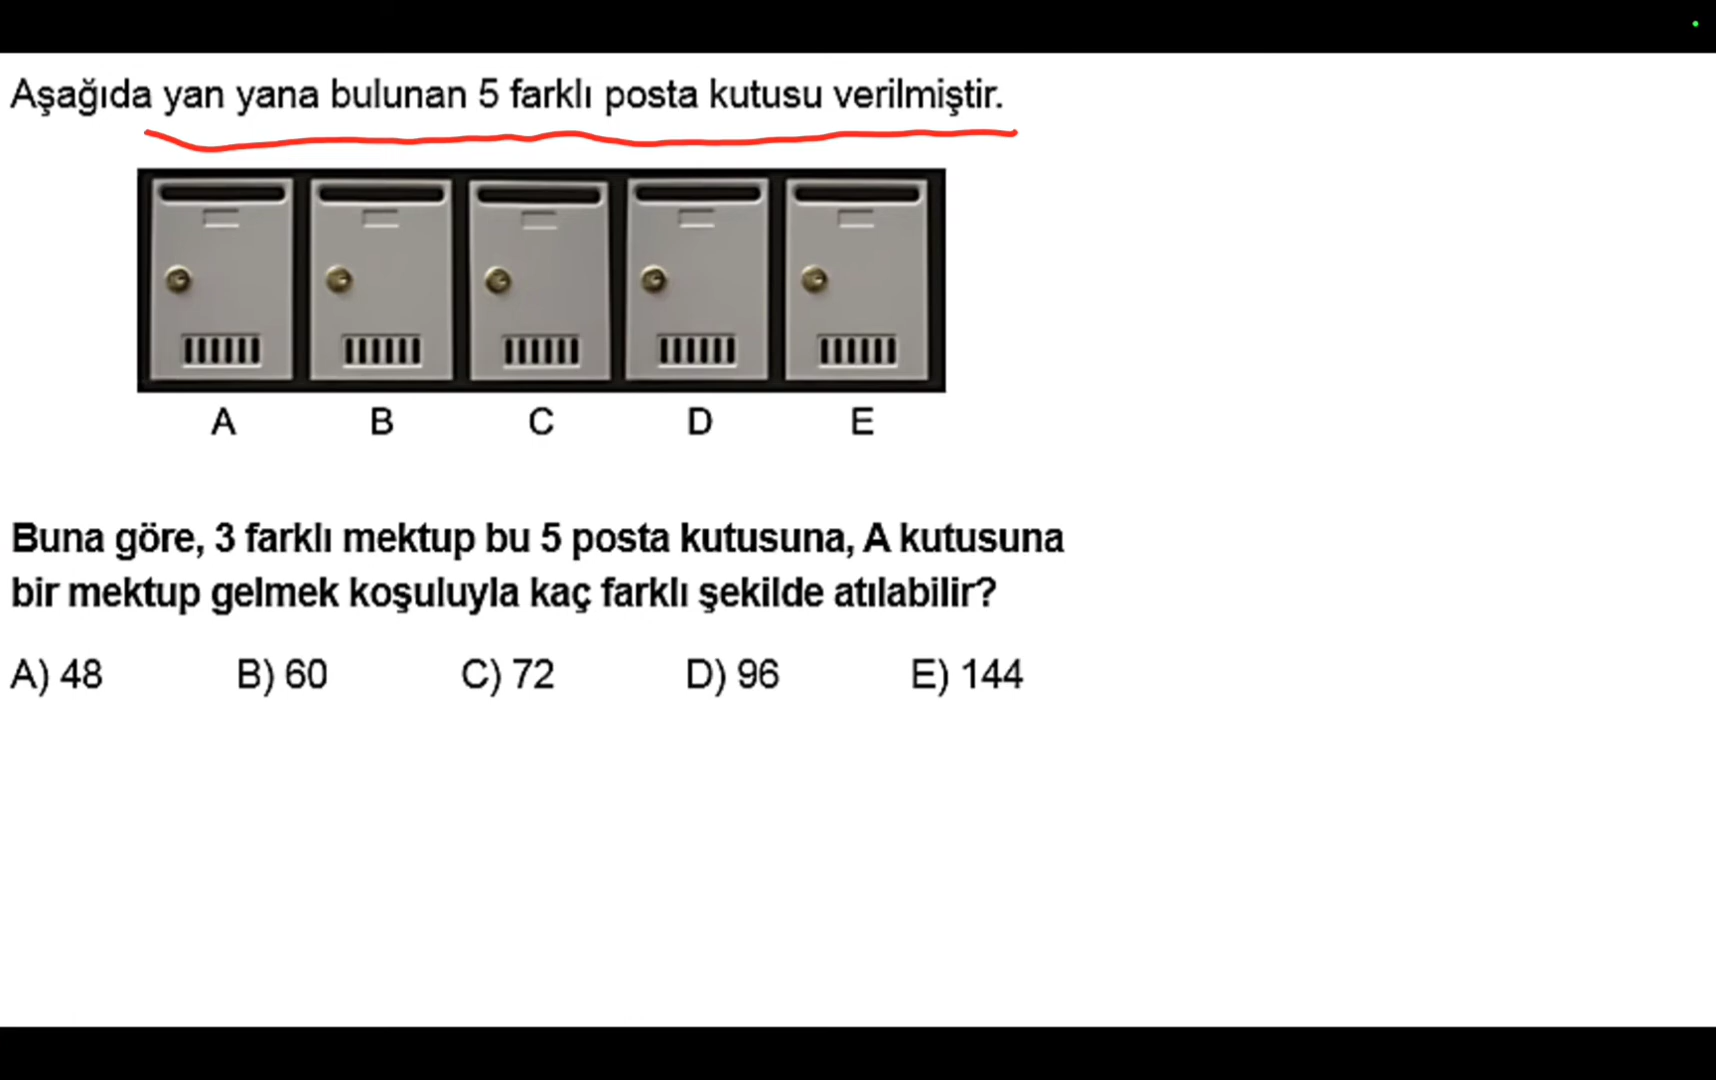 Aşağıda yan yana bulunan 5 farklı posta kutusu verilmiştir.
A B C D E
Buna göre, 3 farklı mektup bu 5 posta kutusuna, A kutusuna
bir mektup gelmek koşuluyla kaç farklı şekilde atılabilir?
A) 48 B) 60 C) 72 D) 96 E) 144